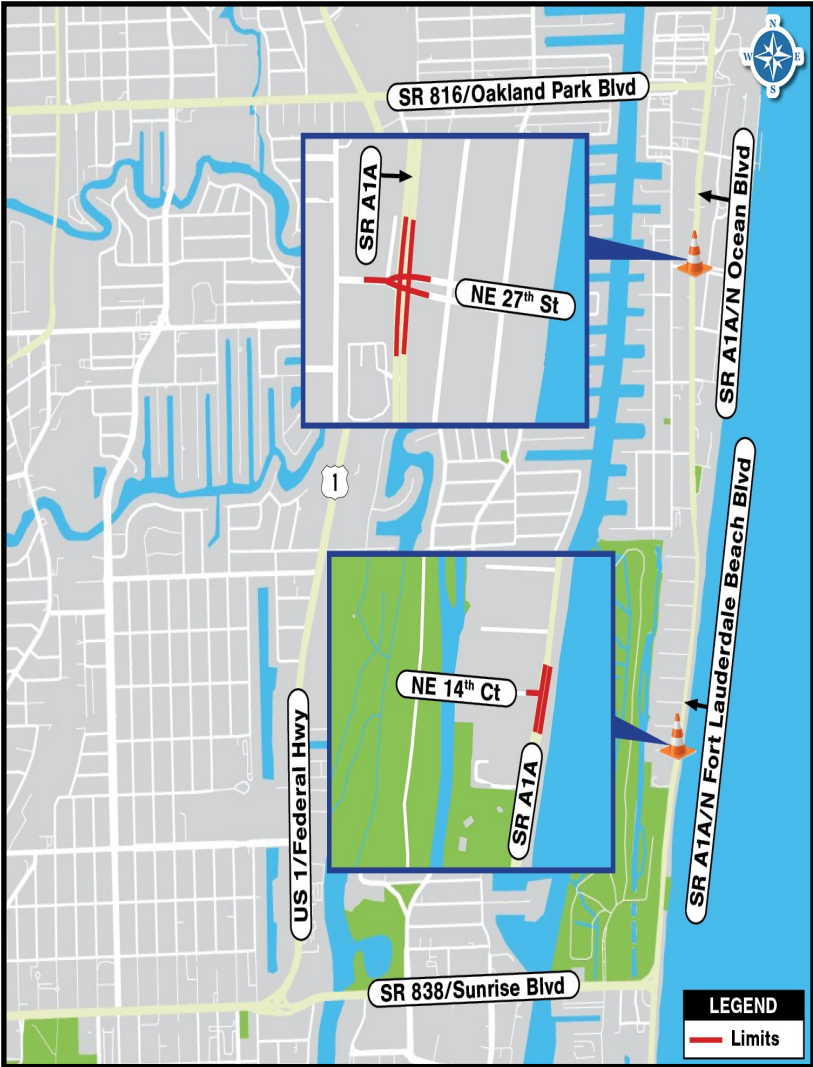 N
W E
S
SR 816/Oakland Park Blvd
SR A1A
SR A1A/N Ocean Blvd
NE 27th St
1
SR A1A/N Fort Lauderdale Beach Blvd
NE 14th Ct
US 1/Federal Hwy
SR A1A
SR 838/Sunrise Blvd
LEGEND
Limits